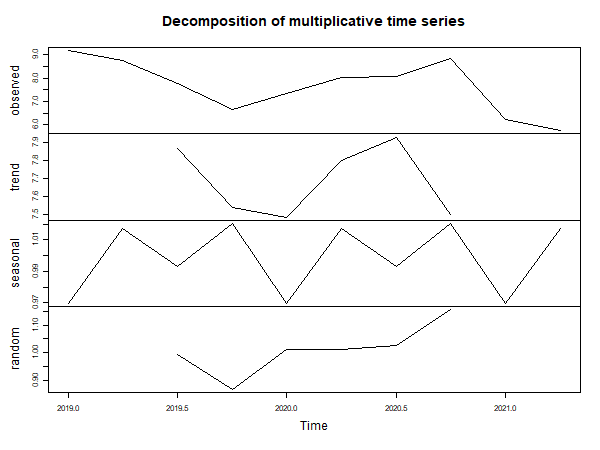 Decomposition of multiplicative time series
observed
9.0
8.0
7.0
6.0
trend
7.9
7.8
7.7
7.6
7.5
seasonal
1.01
0.99
0.97
random
1.10
1.00
0.90
2019.0 2019.5 2020.0 2020.5 2021.0
Time